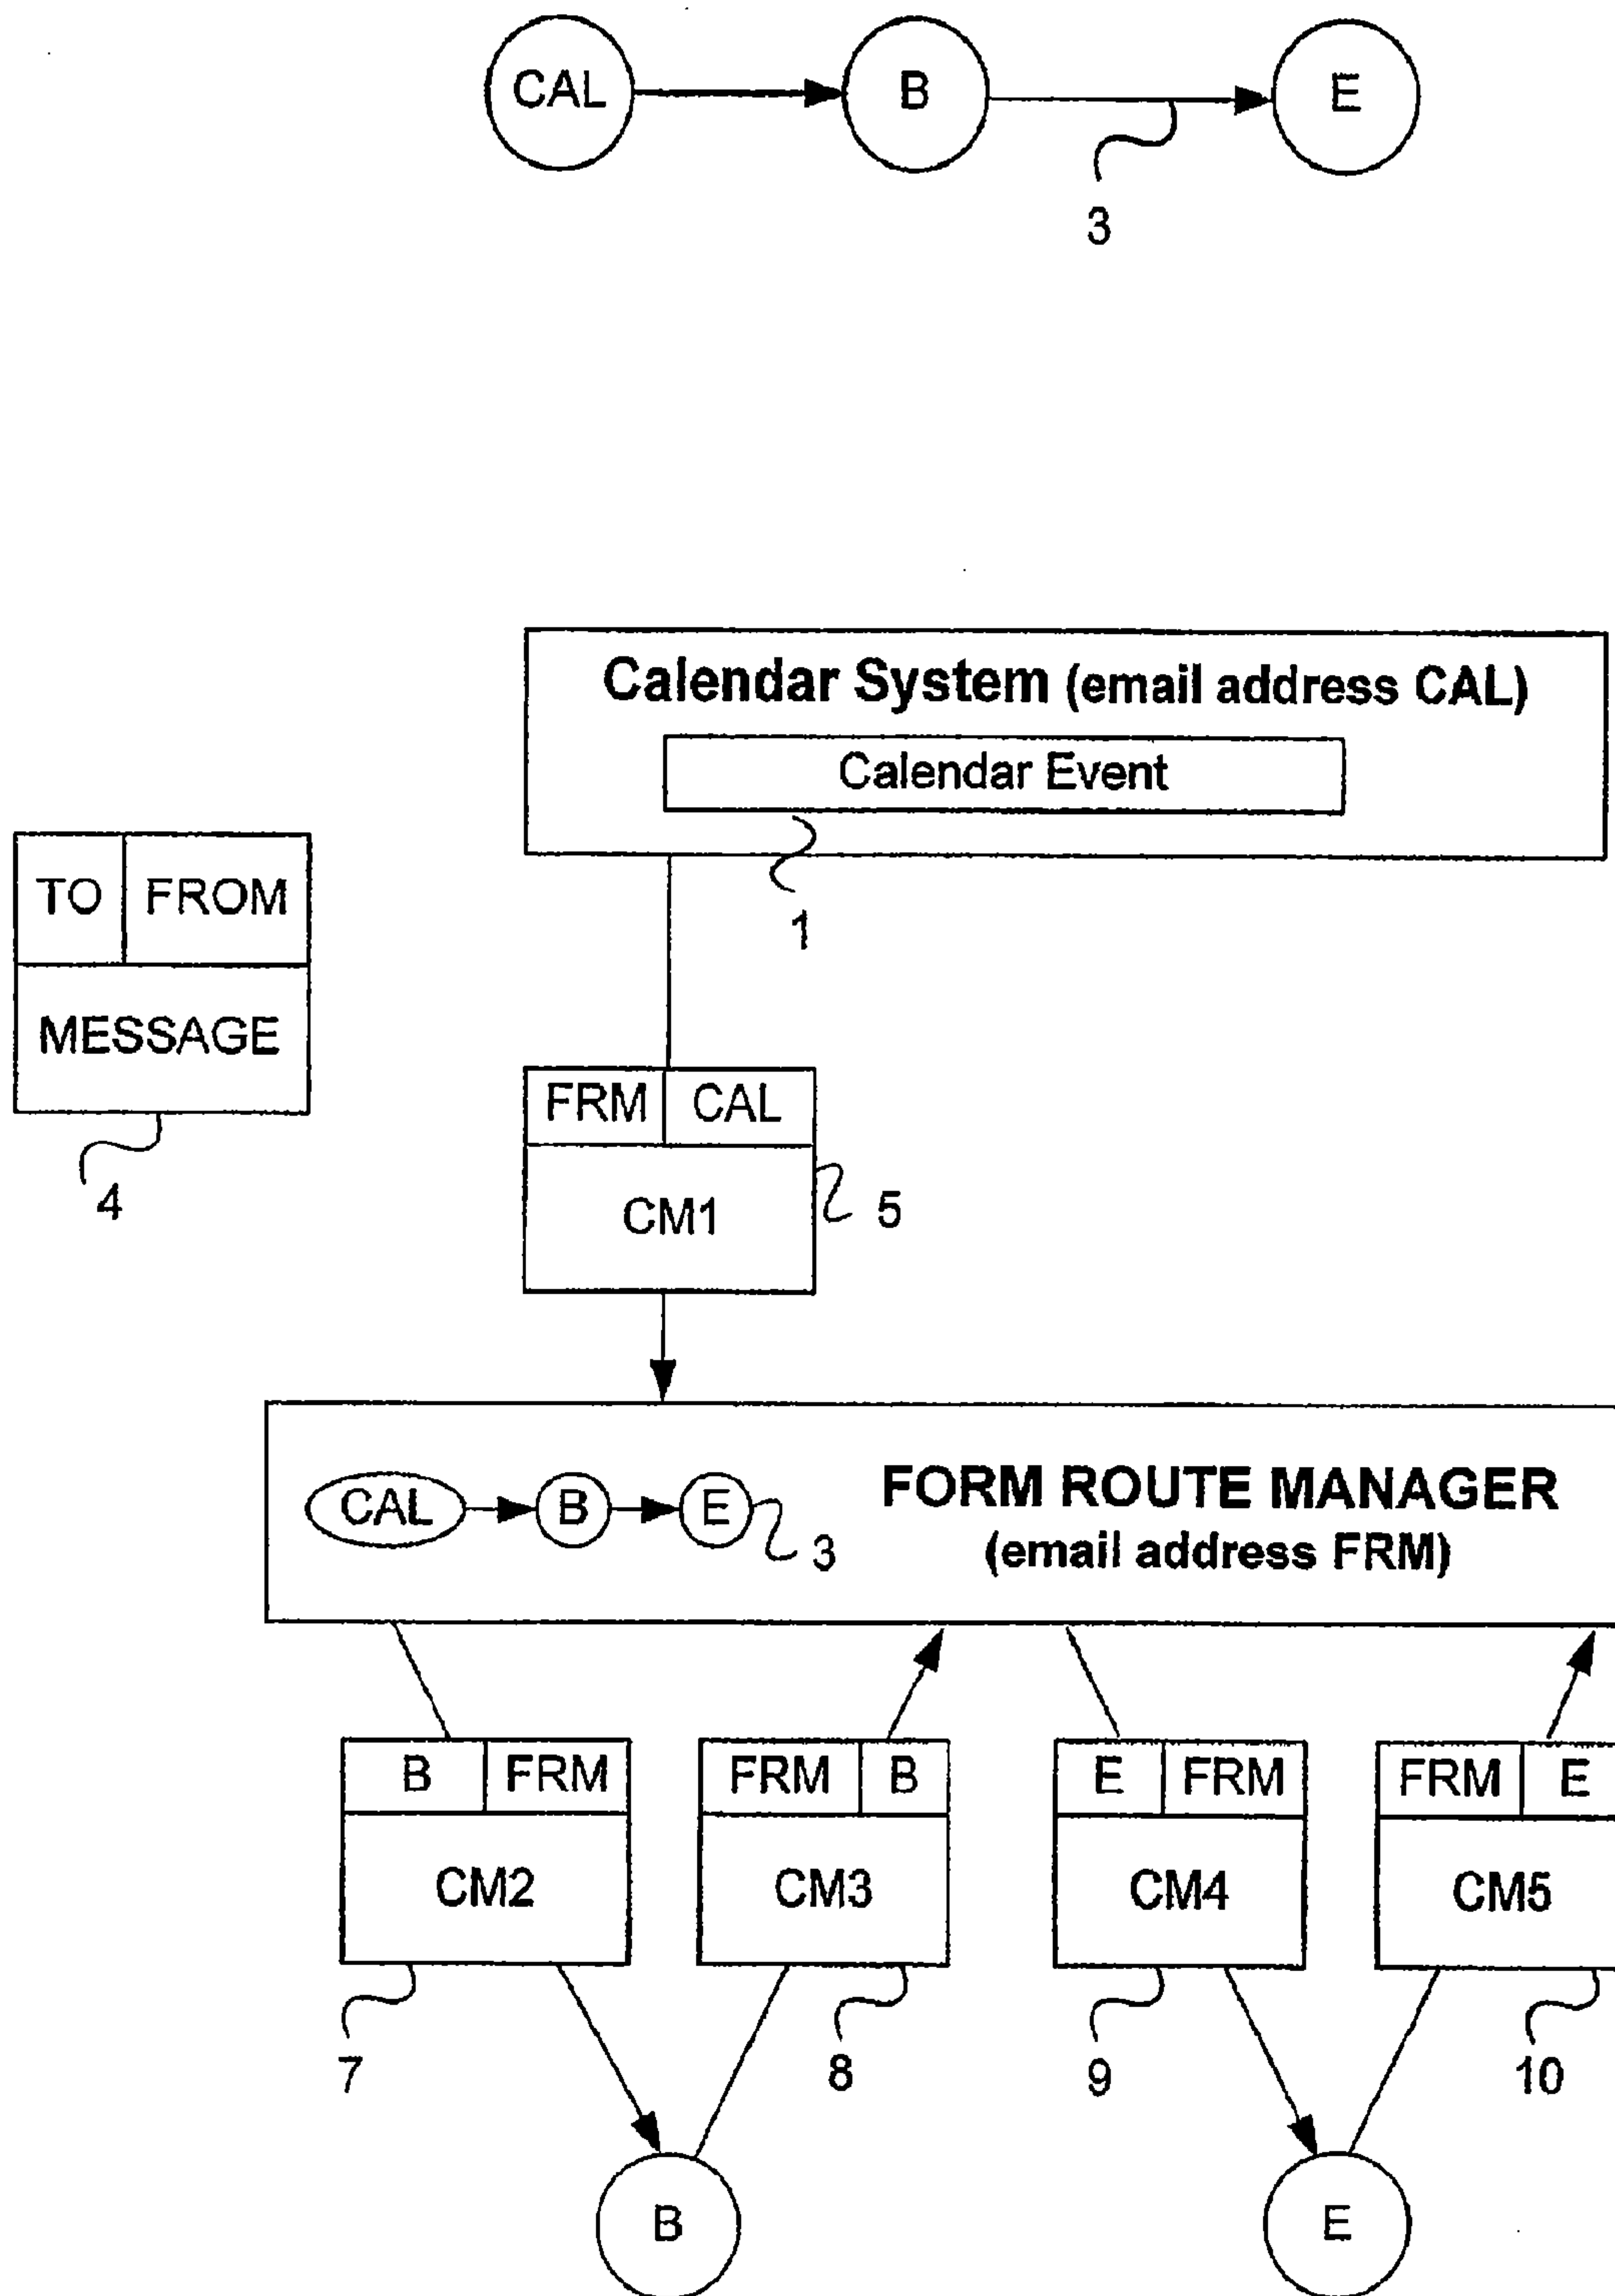 CAL B E
3
Calendar System (email address CAL)
Calendar Event
1
TO FROM
MESSAGE
4
FRM CAL
CM1
5
CAL B E
3
FORM ROUTE MANAGER
(email address FRM)
B FRM
CM2
7
FRM B
CM3
8
E FRM
CM4
9
FRM E
CM5
10
B
E